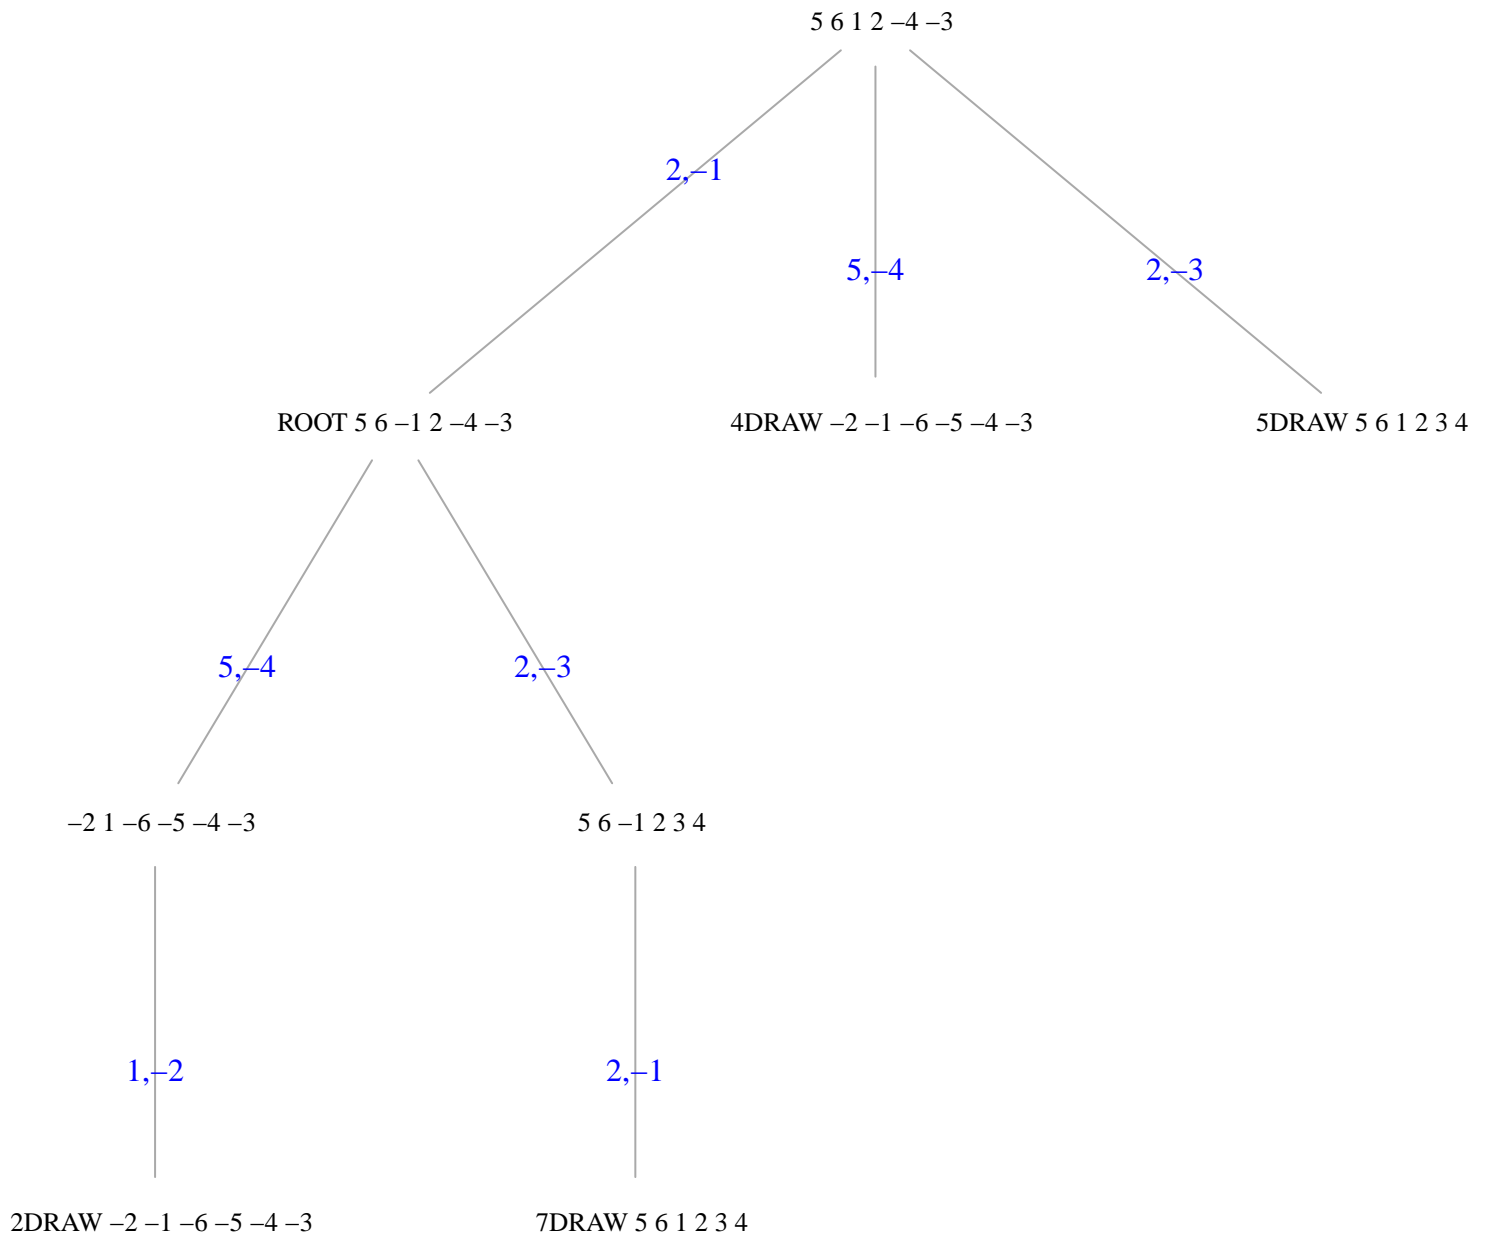 5 6 1 2 –4 –3
2,–1
5,–4
2,–3
ROOT 5 6 –1 2 –4 –3
4DRAW –2 –1 –6 –5 –4 –3
5DRAW 5 6 1 2 3 4
5,–4
2,–3
–2 1 –6 –5 –4 –3
5 6 –1 2 3 4
1,–2
2,–1
2DRAW –2 –1 –6 –5 –4 –3
7DRAW 5 6 1 2 3 4